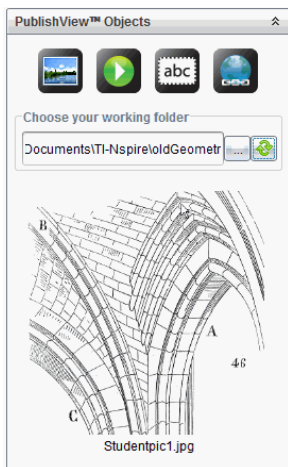 PublishView™ Objects
abc
Choose your working folder
Documents\TI-Nspire\oldGeometr
...
B
A
46
C
Studentpic1.jpg